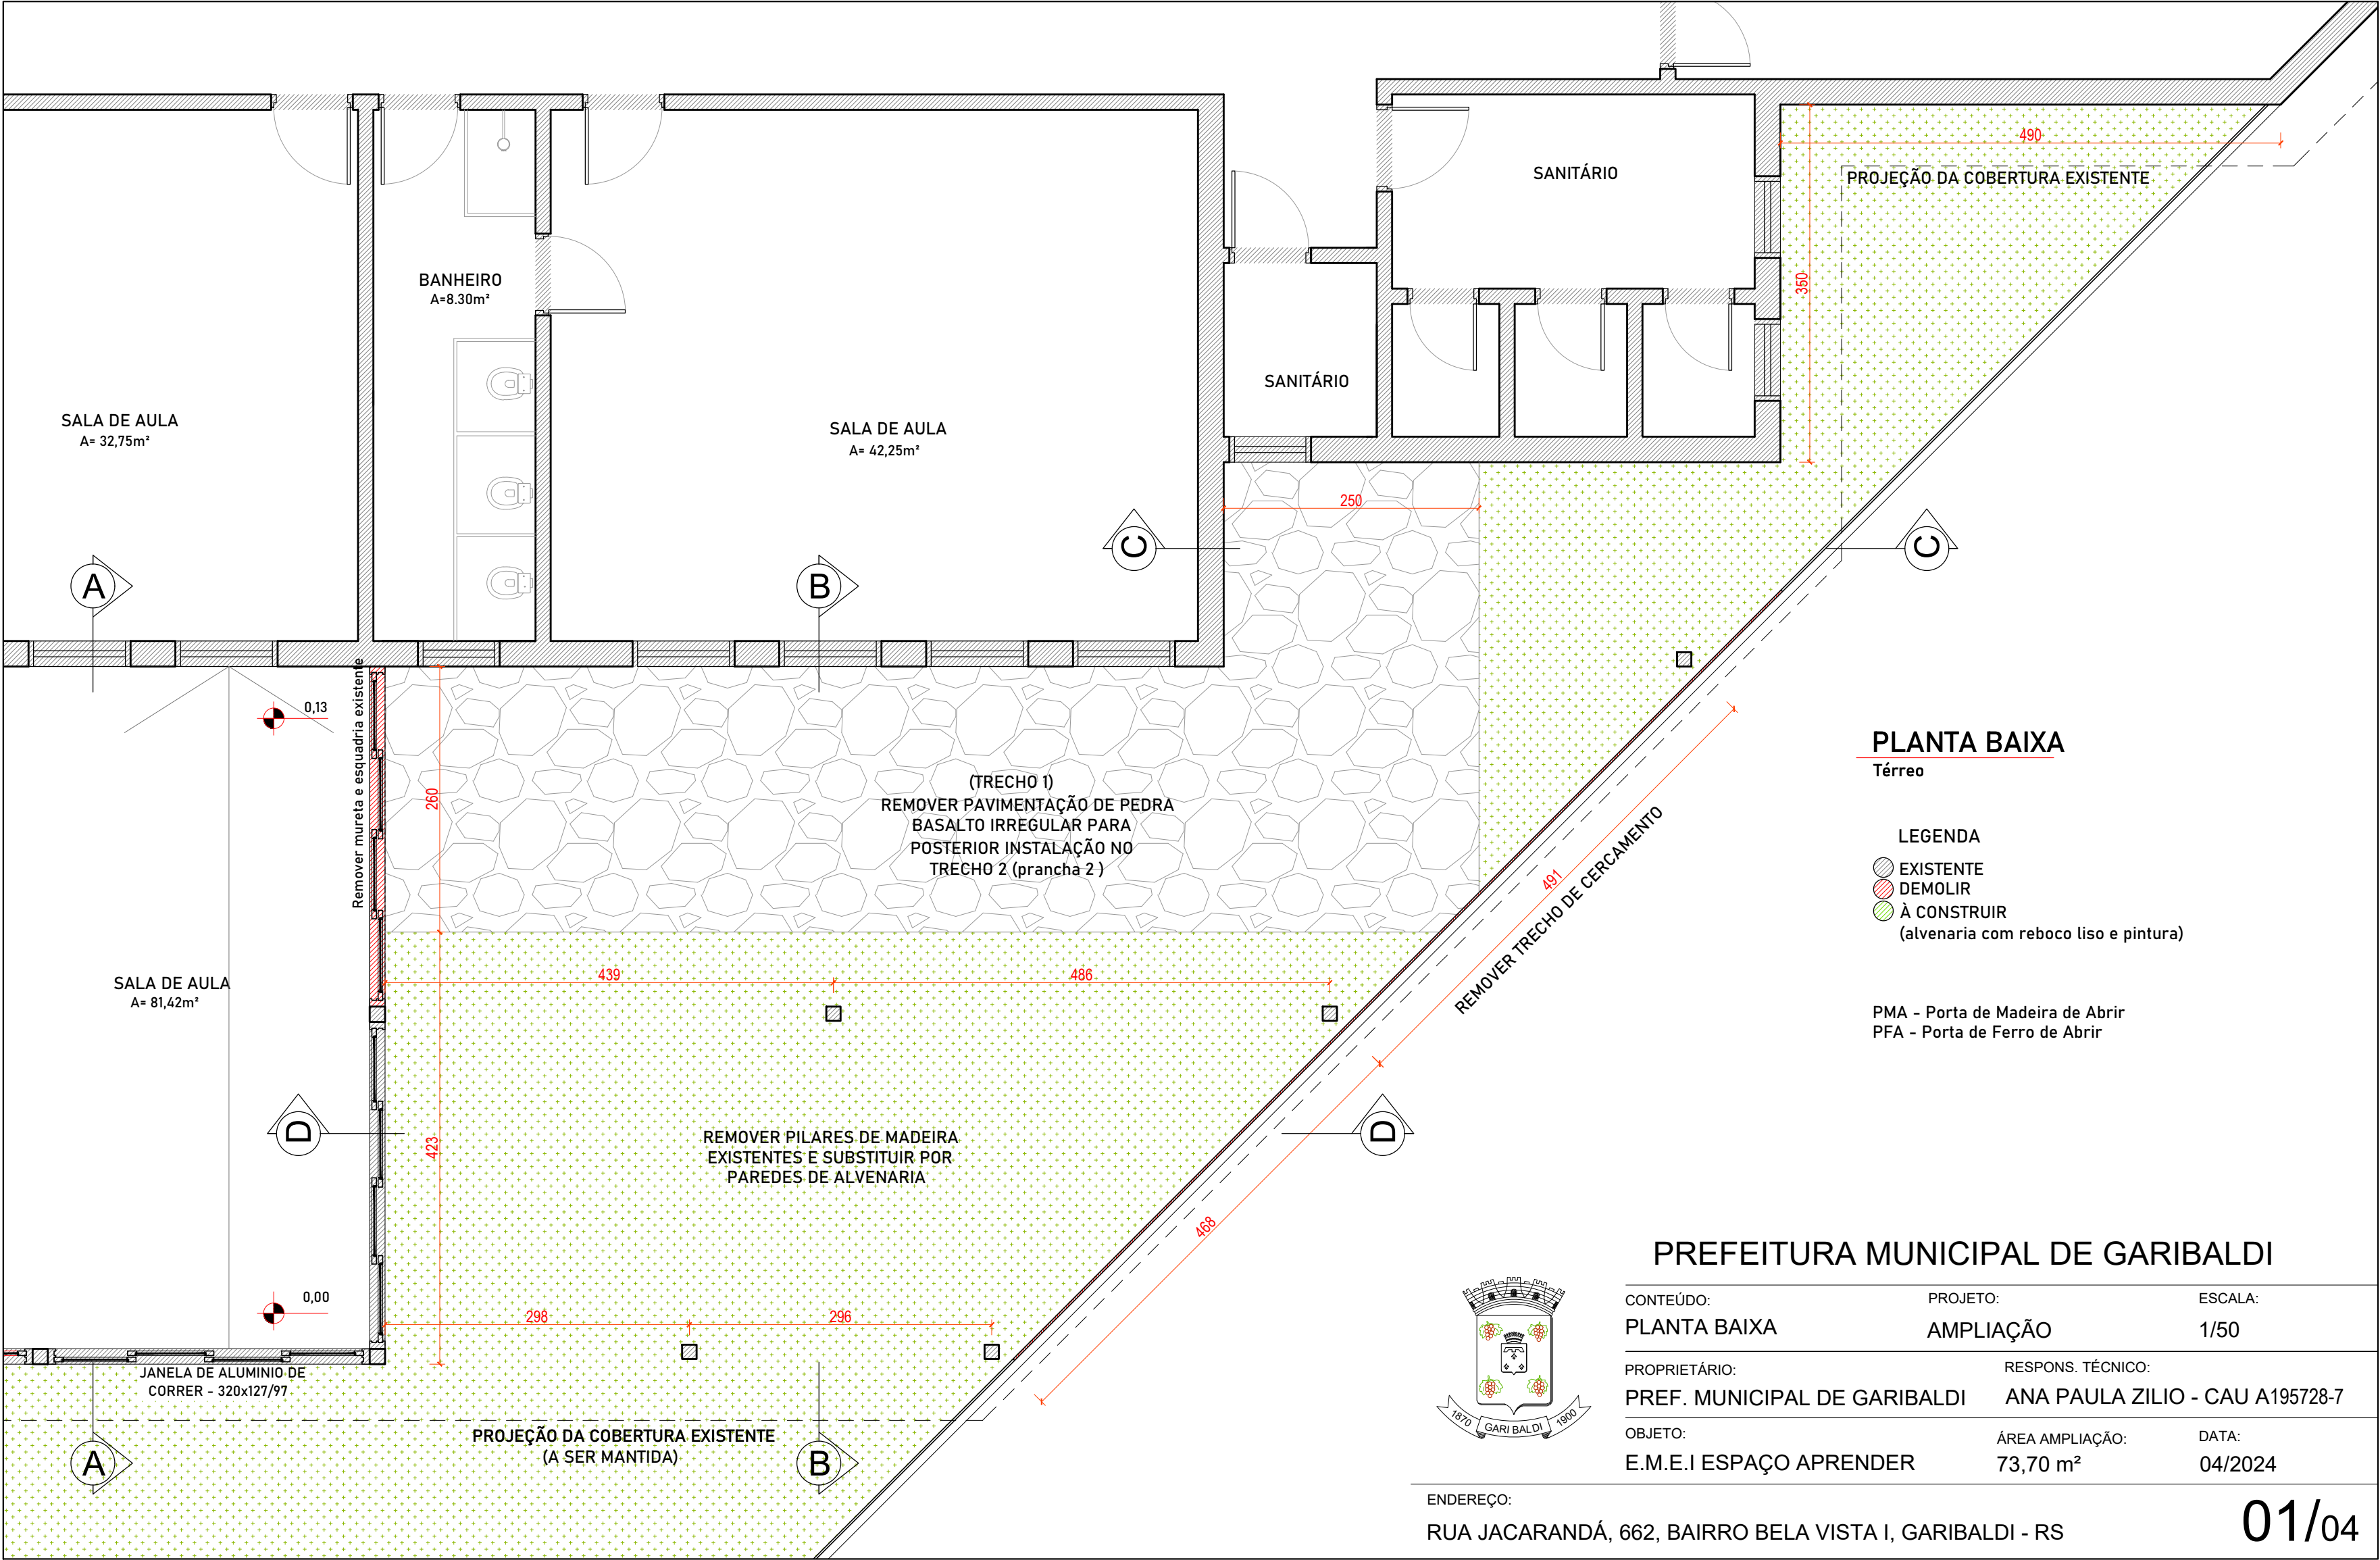 490
PROJEÇÃO DA COBERTURA EXISTENTE
SANITÁRIO
350
BANHEIRO
A=8.30m²
SANITÁRIO
SALA DE AULA
A= 32,75m²
SALA DE AULA
A= 42,25m²
250
C
C
A
B
Remover mureta e esquadria existente
0,13
260
(TRECHO 1)
REMOVER PAVIMENTAÇÃO DE PEDRA
BASALTO IRREGULAR PARA
POSTERIOR INSTALAÇÃO NO
TRECHO 2 (prancha 2 )
491
REMOVER TRECHO DE CERCAMENTO
PLANTA BAIXA
Térreo
LEGENDA
EXISTENTE
DEMOLIR
À CONSTRUIR
(alvenaria com reboco liso e pintura)
PMA - Porta de Madeira de Abrir
PFA - Porta de Ferro de Abrir
SALA DE AULA
A= 81,42m²
439
486
D
D
423
REMOVER PILARES DE MADEIRA
EXISTENTES E SUBSTITUIR POR
PAREDES DE ALVENARIA
468
0,00
298
296
JANELA DE ALUMINIO DE
CORRER - 320x127/97
PROJEÇÃO DA COBERTURA EXISTENTE
(A SER MANTIDA)
A
B
PREFEITURA MUNICIPAL DE GARIBALDI
1870
GARIBALDI
1900
CONTEÚDO:
PLANTA BAIXA
PROJETO:
AMPLIAÇÃO
ESCALA:
1/50
PROPRIETÁRIO:
PREF. MUNICIPAL DE GARIBALDI
RESPONS. TÉCNICO:
ANA PAULA ZILIO - CAU A195728-7
OBJETO:
E.M.E.I ESPAÇO APRENDER
ÁREA AMPLIAÇÃO:
73,70 m²
DATA:
04/2024
ENDEREÇO:
RUA JACARANDÁ, 662, BAIRRO BELA VISTA I, GARIBALDI - RS
01/04